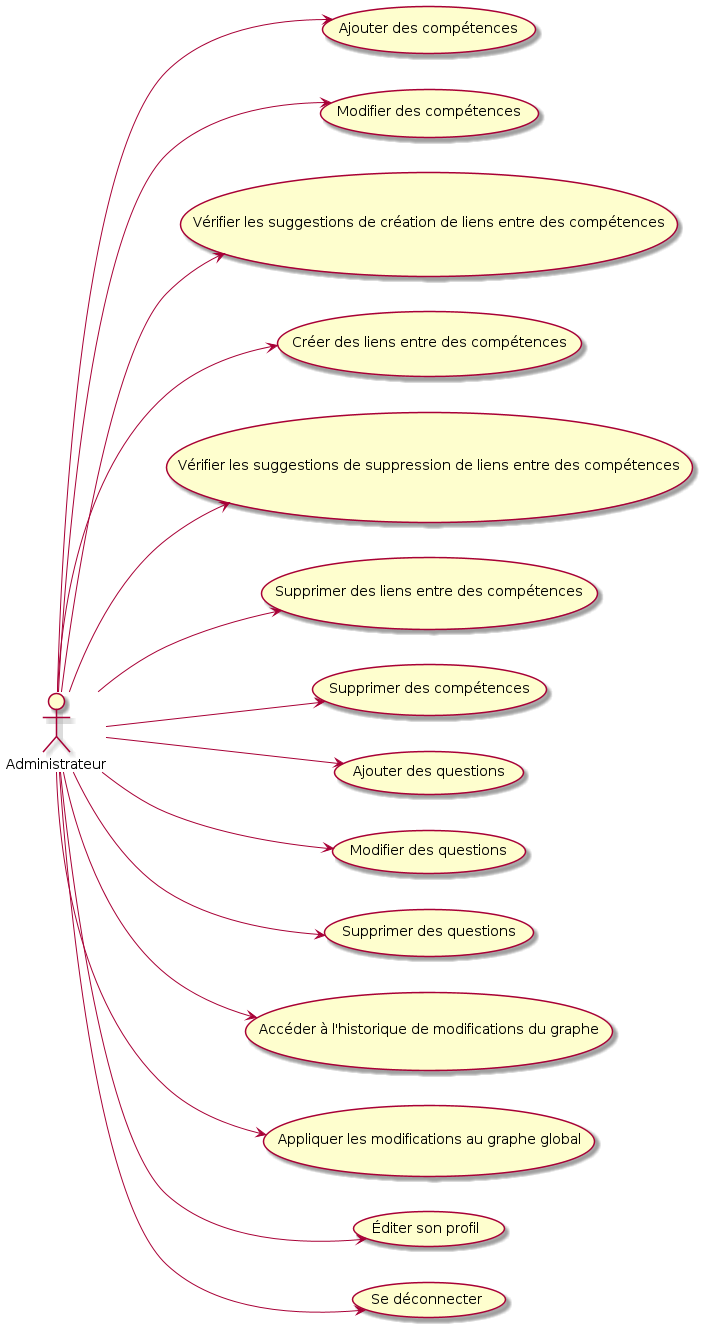 Ajouter des compétences
Modifier des compétences
Vérifier les suggestions de création de liens entre des compétences
Créer des liens entre des compétences
Vérifier les suggestions de suppression de liens entre des compétences
Supprimer des liens entre des compétences
Supprimer des compétences
Administrateur
Ajouter des questions
Modifier des questions
Supprimer des questions
Accéder à l'historique de modifications du graphe
Appliquer les modifications au graphe global
Éditer son profil
Se déconnecter